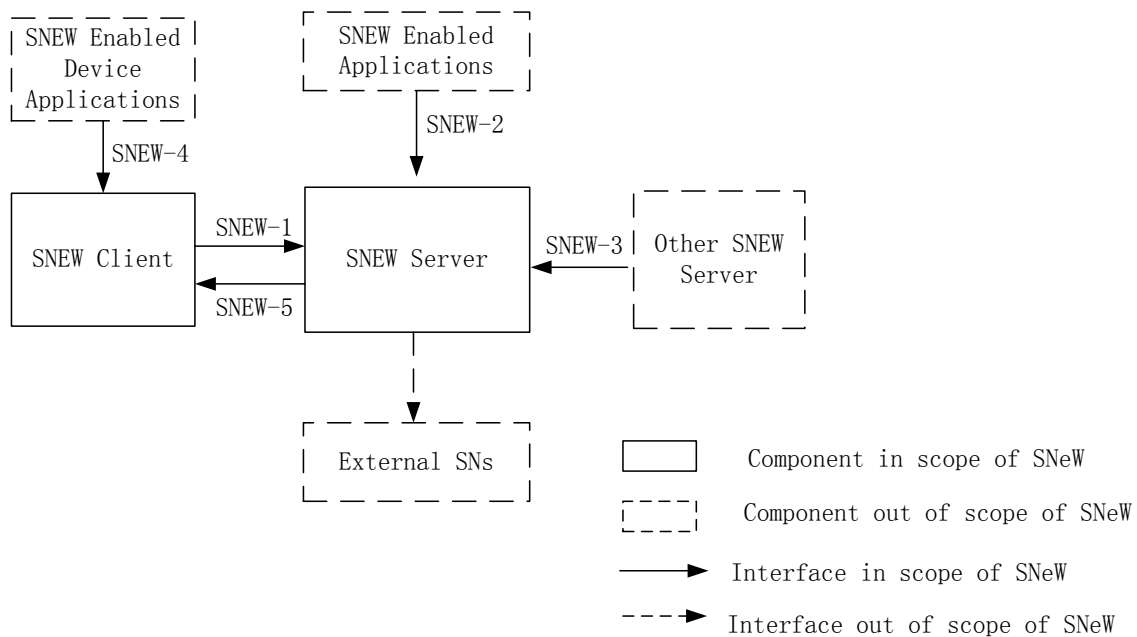 SNEW Enabled
Device
Applications
SNEW Enabled
Applications
SNEW-2
SNEW-4
SNEW Client
SNEW-1
SNEW-5
SNEW Server
SNEW-3
Other SNEW
Server
External SNs
Component in scope of SNeW
Component out of scope of SNeW
Interface in scope of SNeW
Interface out of scope of SNeW